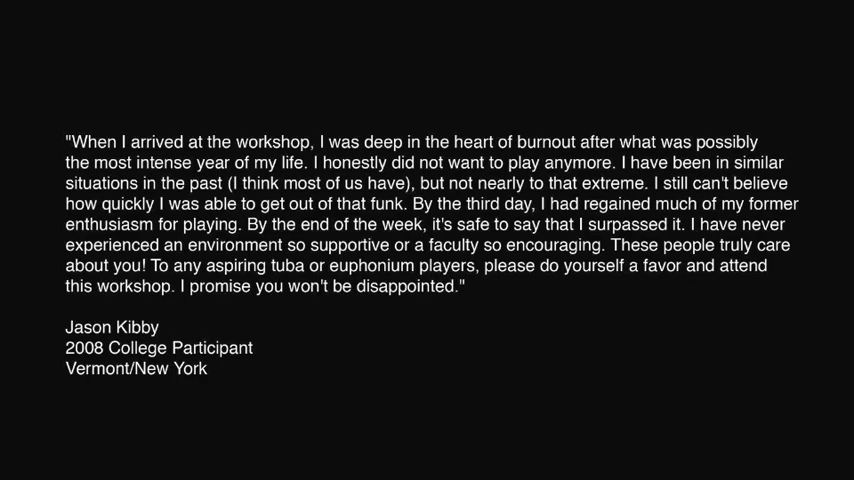 "When I arrived at the workshop, I was deep in the heart of burnout after what was possibly
the most intense year of my life. I honestly did not want to play anymore. I have been in similar
situations in the past (I think most of us have), but not nearly to that extreme. I still can't believe
how quickly I was able to get out of that funk. By the third day, I had regained much of my former
enthusiasm for playing. By the end of the week, it's safe to say that I surpassed it. I have never
experienced an environment so supportive or a faculty so encouraging. These people truly care
about you! To any aspiring tuba or euphonium players, please do yourself a favor and attend
this workshop. I promise you won't be disappointed."
Jason Kibby
2008 College Participant
Vermont/New York